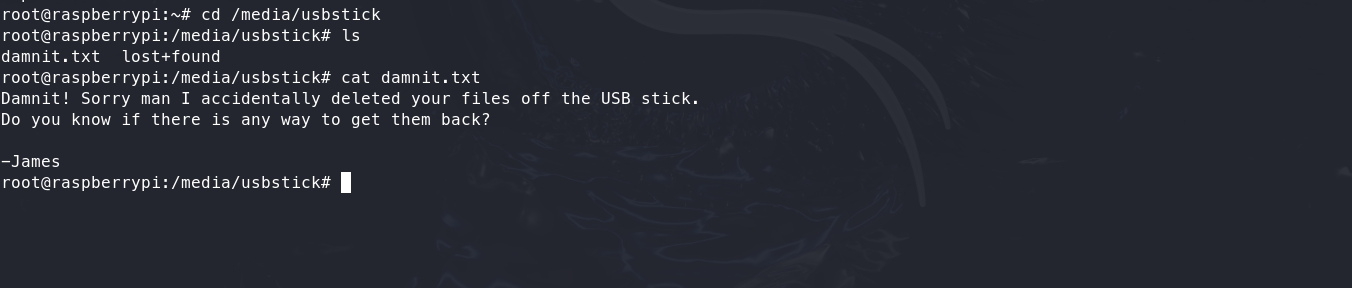 root@raspberrypi:~# cd /media/usbstick
root@raspberrypi:/media/usbstick# ls
damnit.txt  lost+found
root@raspberrypi:/media/usbstick# cat damnit.txt
Damnit! Sorry man I accidentally deleted your files off the USB stick.
Do you know if there is any way to get them back?

-James
root@raspberrypi:/media/usbstick#